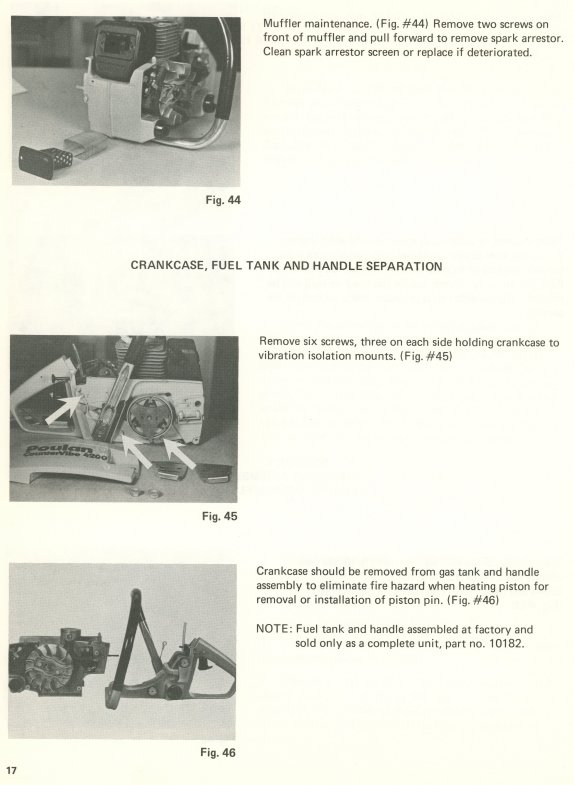 Muffler maintenance. (Fig. #44) Remove two screws on
front of muffler and pull forward to remove spark arrestor.
Clean spark arrestor screen or replace if deteriorated.
Fig. 44
CRANKCASE, FUEL TANK AND HANDLE SEPARATION
Remove six screws, three on each side holding crankcase to
vibration isolation mounts. (Fig. #45)
Poulan
COUNTERVIBE 4200
Fig. 45
Crankcase should be removed from gas tank and handle
assembly to eliminate fire hazard when heating piston for
removal or installation of piston pin. (Fig. #46)
NOTE: Fuel tank and handle assembled at factory and
sold only as a complete unit, part no. 10182.
Fig. 46
17